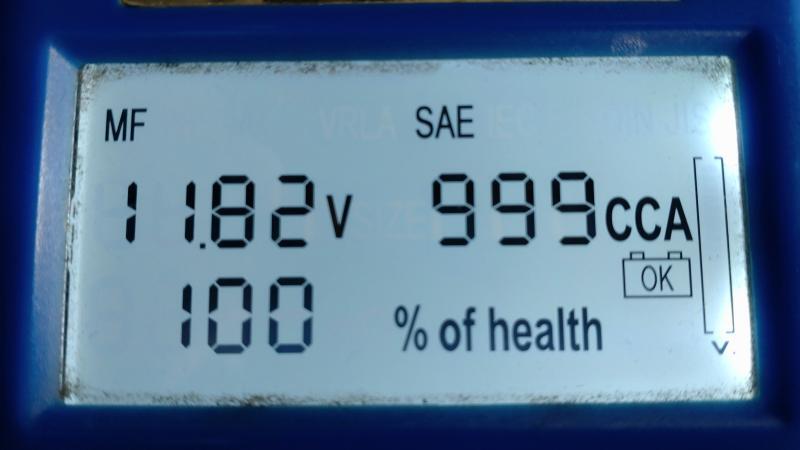 MF SAE
11.82 V 999 CCA
OK
100 % of health